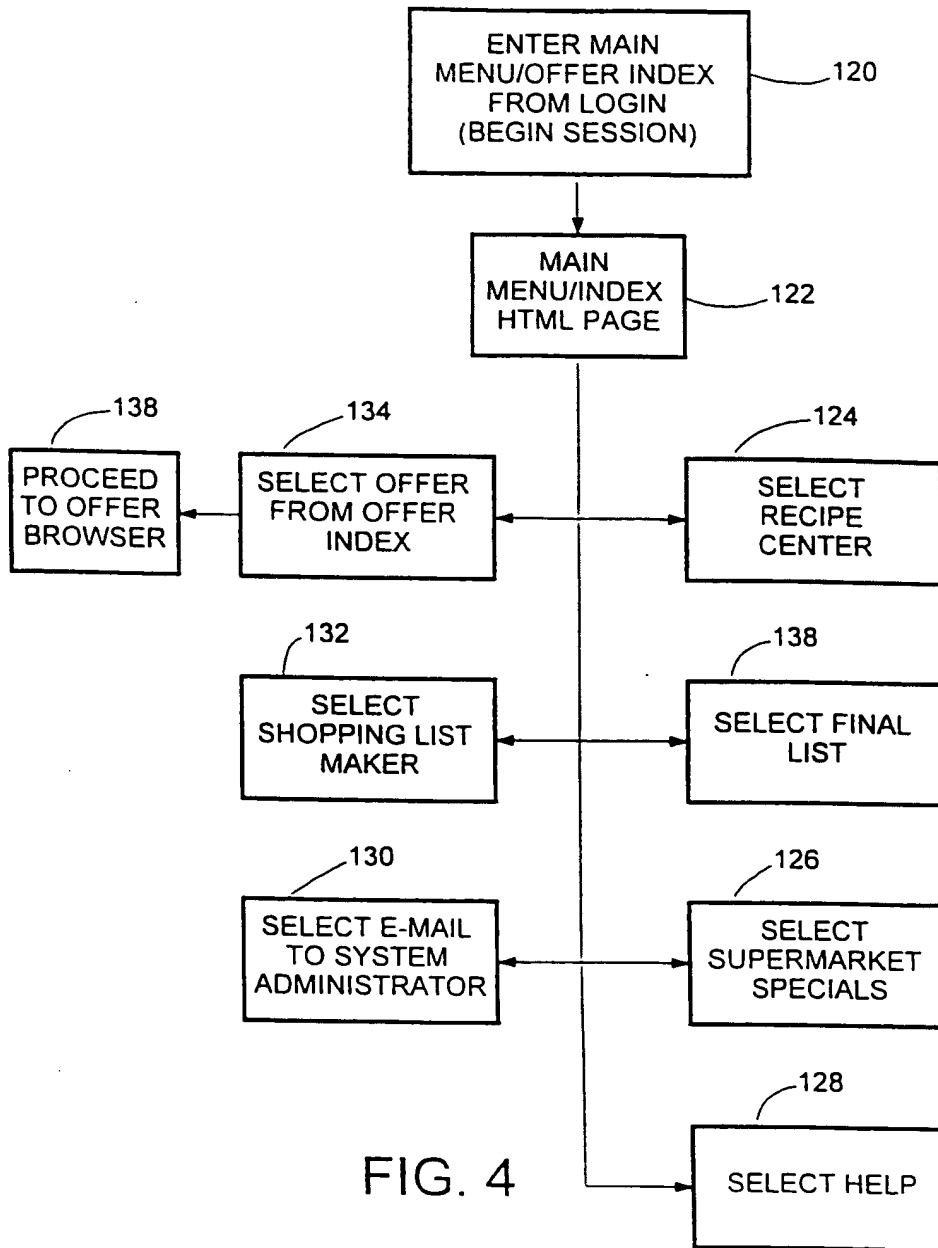 ENTER MAIN
MENU/OFFER INDEX
FROM LOGIN
(BEGIN SESSION)
120
MAIN
MENU/INDEX
HTML PAGE
122
138
PROCEED
TO OFFER
BROWSER
134
SELECT OFFER
FROM OFFER
INDEX
124
SELECT
RECIPE
CENTER
132
SELECT
SHOPPING LIST
MAKER
138
SELECT FINAL
LIST
130
SELECT E-MAIL
TO SYSTEM
ADMINISTRATOR
126
SELECT
SUPERMARKET
SPECIALS
128
SELECT HELP
FIG. 4